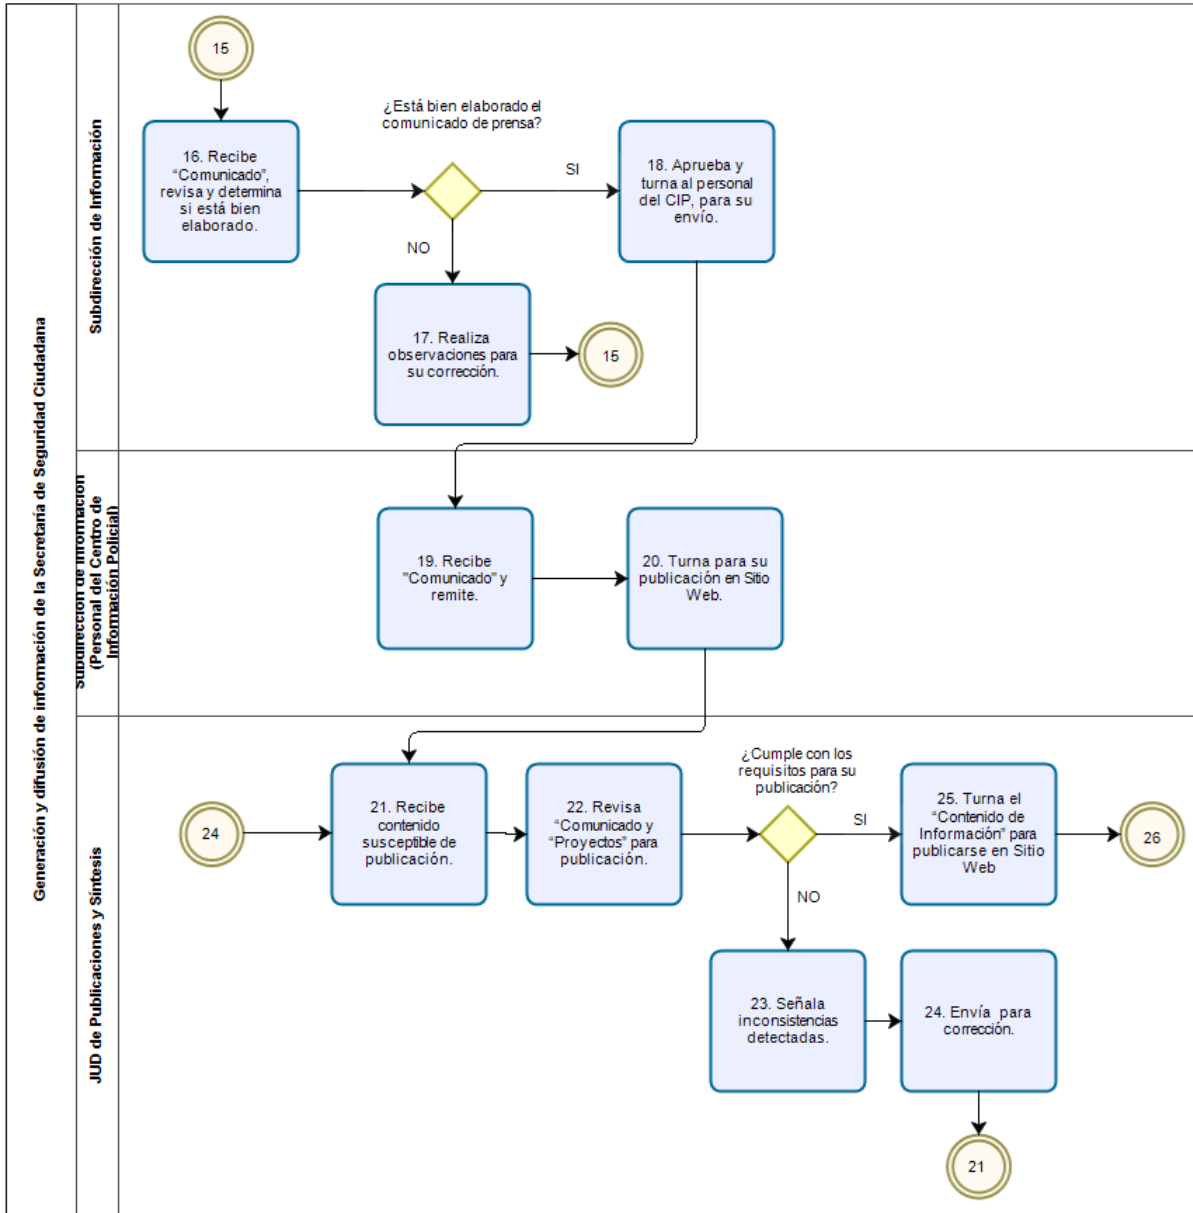 Generación y difusión de información de la Secretaría de Seguridad Ciudadana
Subdirección de Información
15
16. Recibe
“Comunicado”,
revisa y determina
si está bien
elaborado.
¿Está bien elaborado el
comunicado de prensa?
SI
18. Aprueba y
turna al personal
del CIP, para su
envío.
NO
17. Realiza
observaciones para
su corrección.
15
Subdirección de Información
(Personal del Centro de
Información Policial)
19. Recibe
"Comunicado" y
remite.
20. Turna para su
publicación en Sitio
Web.
JUD de Publicaciones y Síntesis
24
21. Recibe
contenido
susceptible de
publicación.
22. Revisa
“Comunicado y
“Proyectos” para
publicación.
¿Cumple con los
requisitos para su
publicación?
SI
25. Turna el
“Contenido de
Información” para
publicarse en Sitio
Web
26
NO
23. Señala
inconsistencias
detectadas.
24. Envía para
corrección.
21